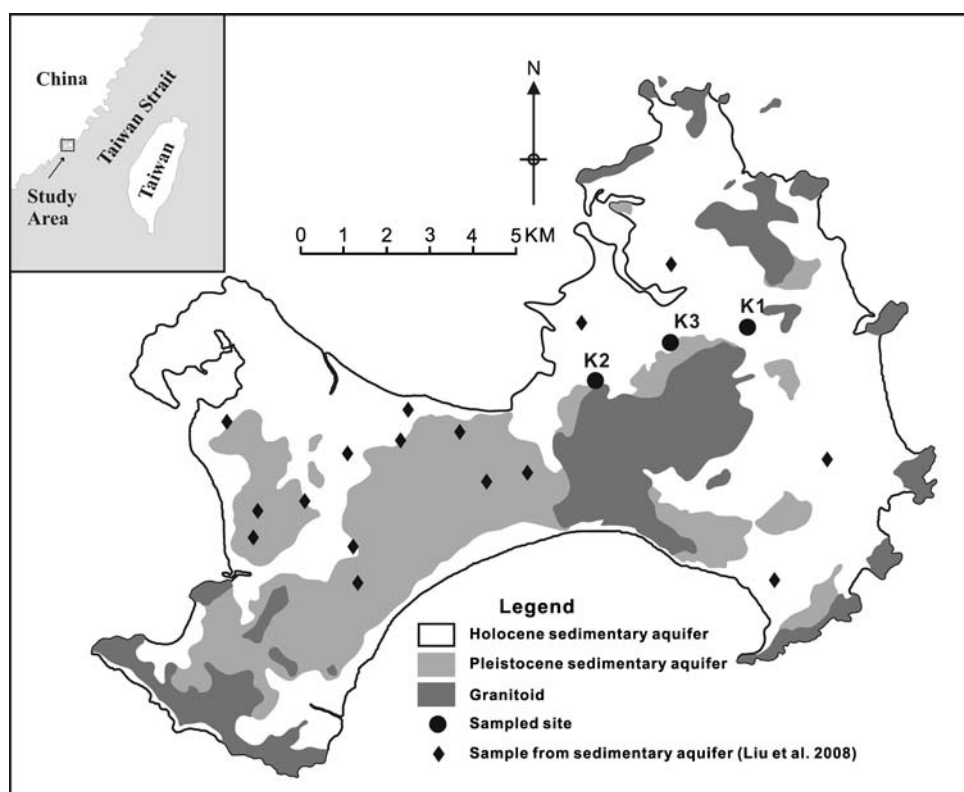 China
Taiwan Strait
Taiwan
Study
Area
N
0 1 2 3 4 5 KM
K1
K3
K2
Legend
Holocene sedimentary aquifer
Pleistocene sedimentary aquifer
Granitoid
Sampled site
Sample from sedimentary aquifer (Liu et al. 2008)